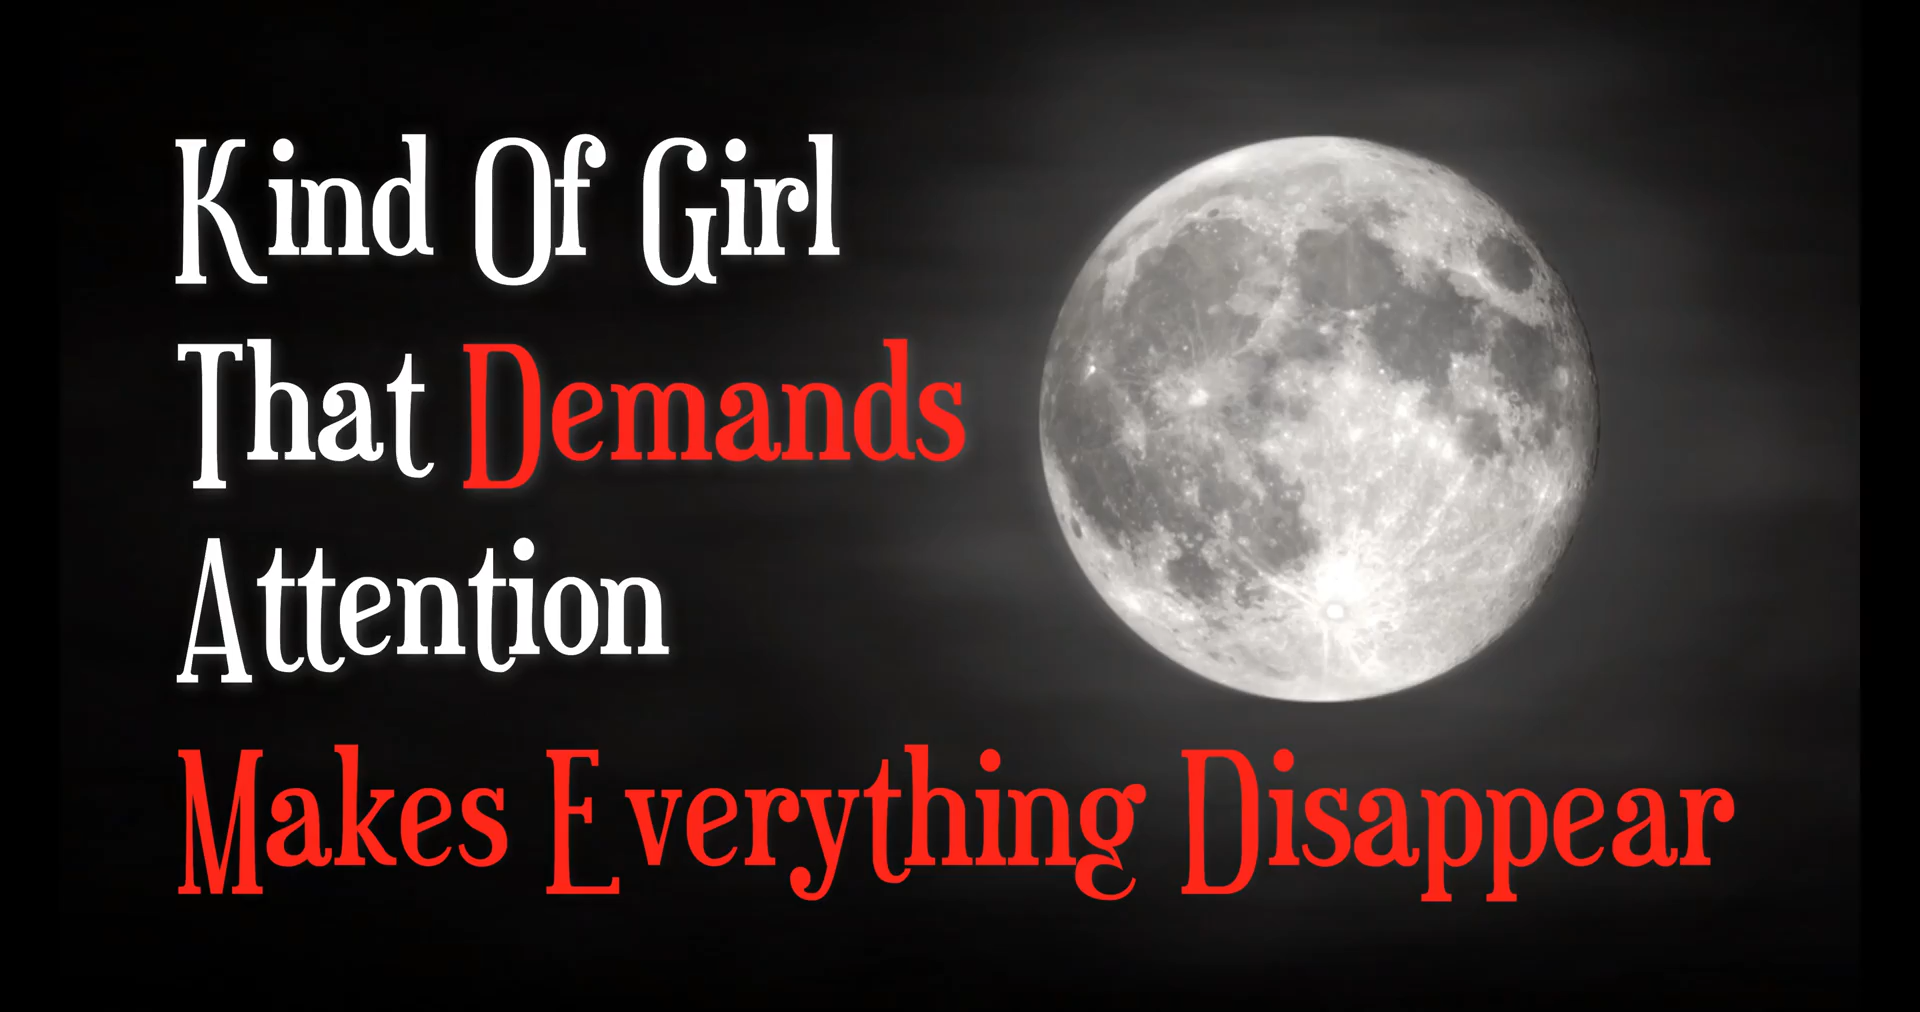 Kind Of Girl
That Demands
Attention
Makes Everything Disappear